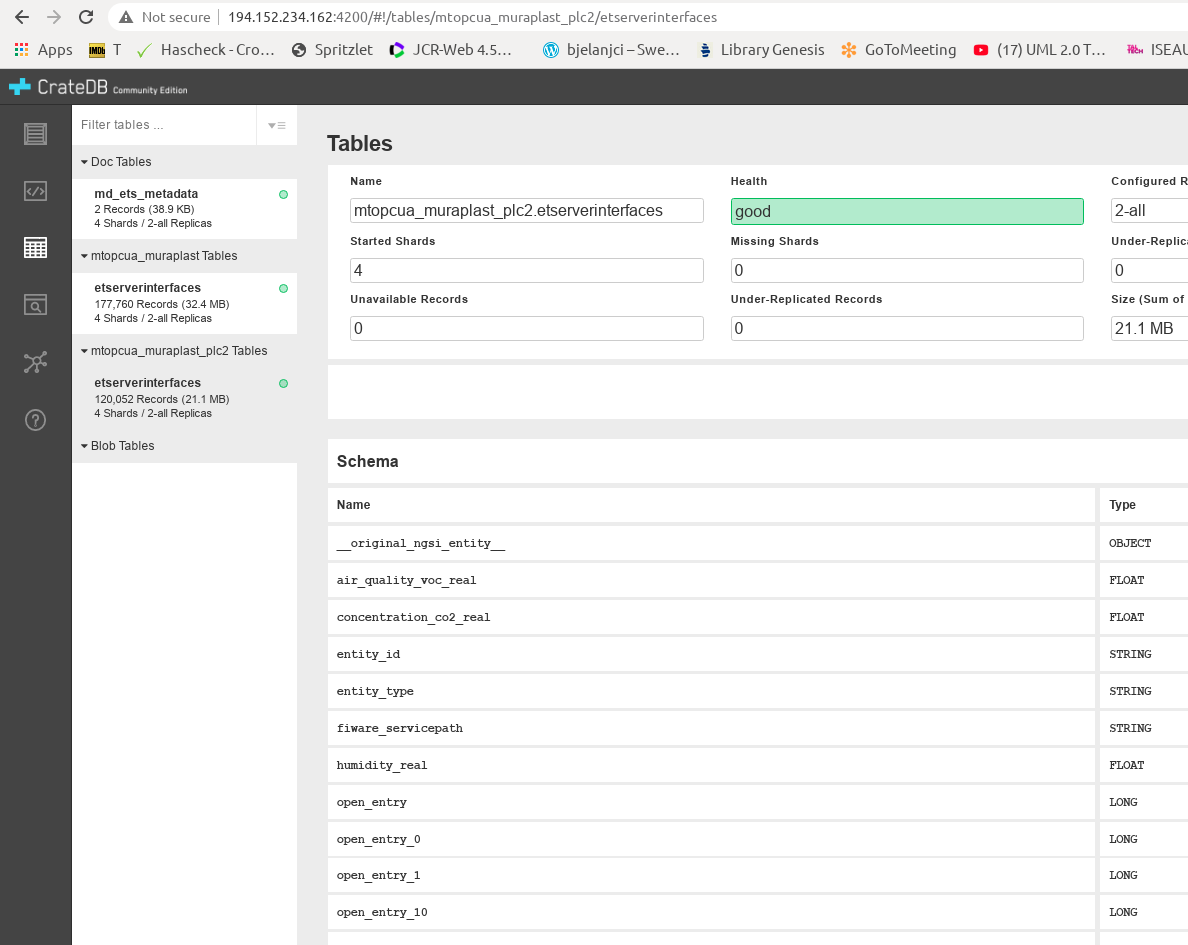 Not secure 194.152.234.162:4200/#!/tables/mtopcua_muraplast_plc2/etserverinterfaces
Apps IMDb T Hascheck - Cro... Spritzlet JCR-Web 4.5... bjelanjci – Swe... Library Genesis GoToMeeting (17) UML 2.0 T... TAL TECH ISEAU
CrateDB Community Edition
Filter tables ...
Doc Tables
md_ets_metadata
2 Records (38.9 KB)
4 Shards / 2-all Replicas
mtopcua_muraplast Tables
etserverinterfaces
177,760 Records (32.4 MB)
4 Shards / 2-all Replicas
mtopcua_muraplast_plc2 Tables
etserverinterfaces
120,052 Records (21.1 MB)
4 Shards / 2-all Replicas
Blob Tables
Tables
Name Health Configured R
mtopcua_muraplast_plc2.etserverinterfaces good 2-all
Started Shards Missing Shards Under-Replica
4 0 0
Unavailable Records Under-Replicated Records Size (Sum of
0 0 21.1 MB
Schema
Name Type
__original_ngsi_entity__ OBJECT
air_quality_voc_real FLOAT
concentration_co2_real FLOAT
entity_id STRING
entity_type STRING
fiware_servicepath STRING
humidity_real FLOAT
open_entry LONG
open_entry_0 LONG
open_entry_1 LONG
open_entry_10 LONG